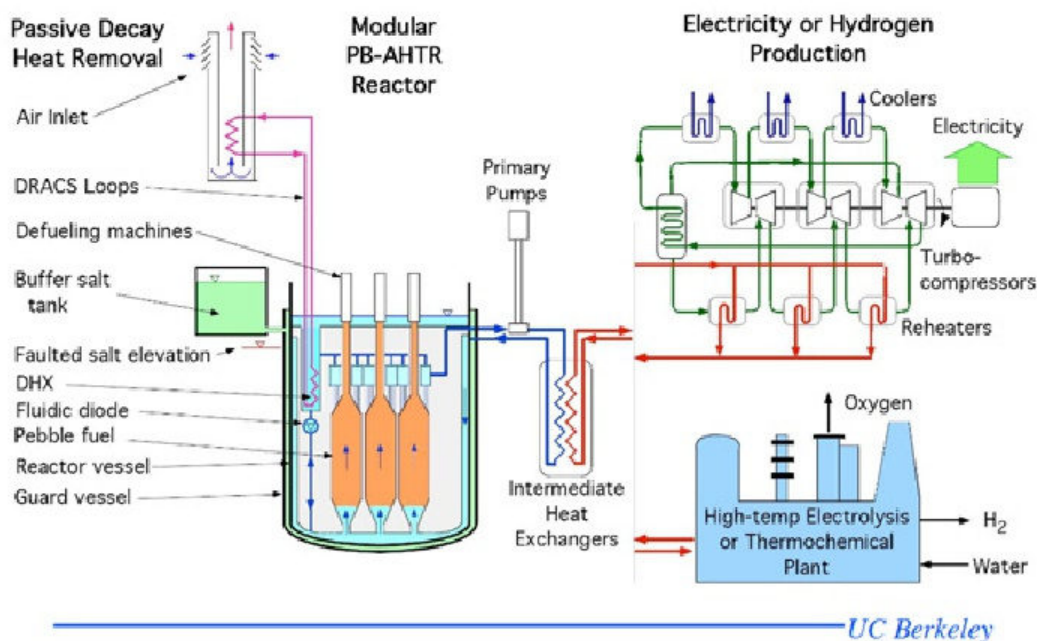 Passive Decay
Heat Removal
Modular
PB-AHTR
Reactor
Electricity or Hydrogen
Production
Air Inlet
DRACS Loops
Defueling machines
Buffer salt
tank
Faulted salt elevation
DHX
Fluidic diode
Pebble fuel
Reactor vessel
Guard vessel
Primary
Pumps
Intermediate
Heat
Exchangers
Coolers
Electricity
Turbo-
compressors
Reheaters
Oxygen
High-temp Electrolysis
or Thermochemical
Plant
H2
Water
UC Berkeley